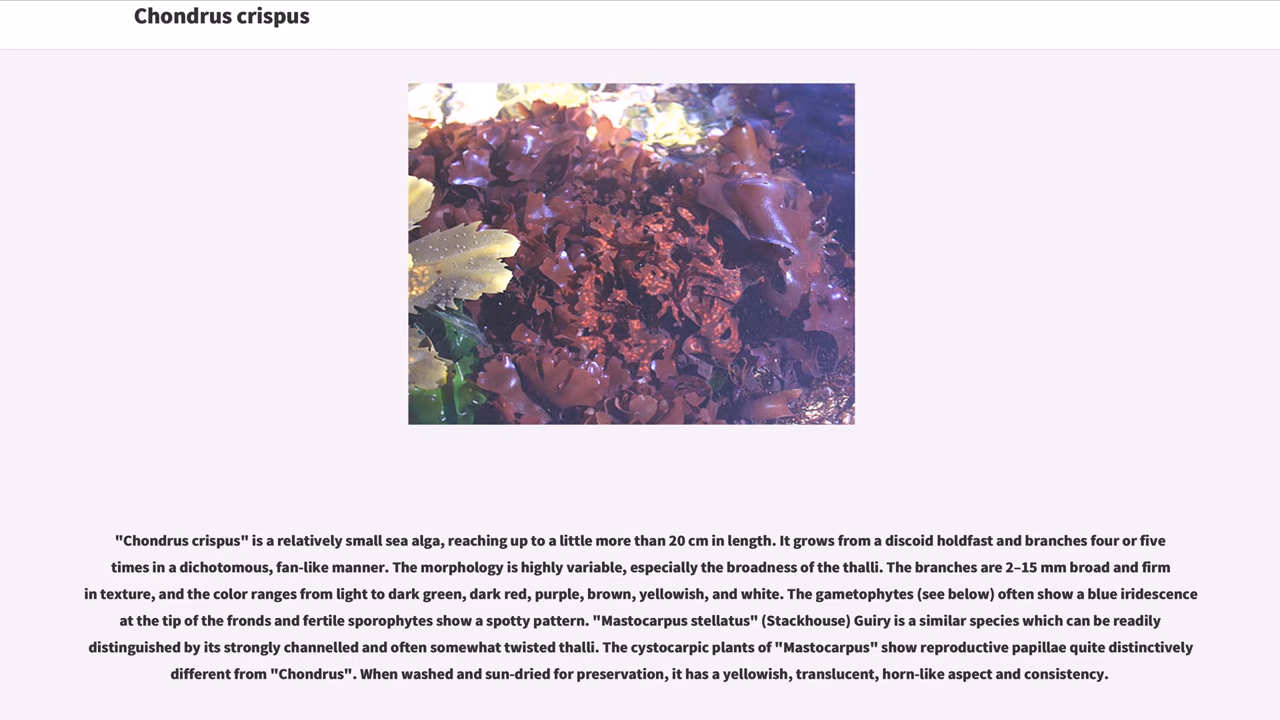 Chondrus crispus
"Chondrus crispus" is a relatively small sea alga, reaching up to a little more than 20 cm in length. It grows from a discoid holdfast and branches four or five
times in a dichotomous, fan-like manner. The morphology is highly variable, especially the broadness of the thalli. The branches are 2–15 mm broad and firm
in texture, and the color ranges from light to dark green, dark red, purple, brown, yellowish, and white. The gametophytes (see below) often show a blue iridescence
at the tip of the fronds and fertile sporophytes show a spotty pattern. "Mastocarpus stellatus" (Stackhouse) Guiry is a similar species which can be readily
distinguished by its strongly channelled and often somewhat twisted thalli. The cystocarpic plants of "Mastocarpus" show reproductive papillae quite distinctively
different from "Chondrus". When washed and sun-dried for preservation, it has a yellowish, translucent, horn-like aspect and consistency.